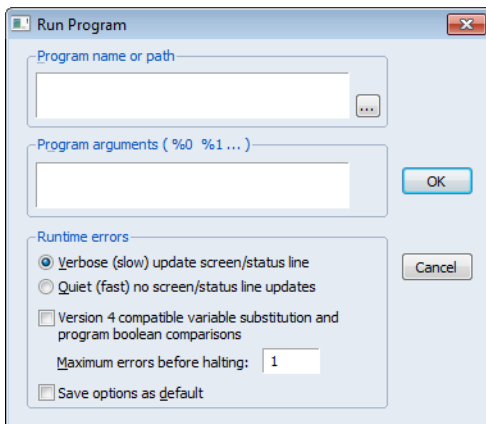 Run Program
Program name or path
...
Program arguments ( %0 %1 ... )
OK
Runtime errors
Verbose (slow) update screen/status line
Cancel
Quiet (fast) no screen/status line updates
Version 4 compatible variable substitution and
program boolean comparisons
Maximum errors before halting: 1
Save options as default